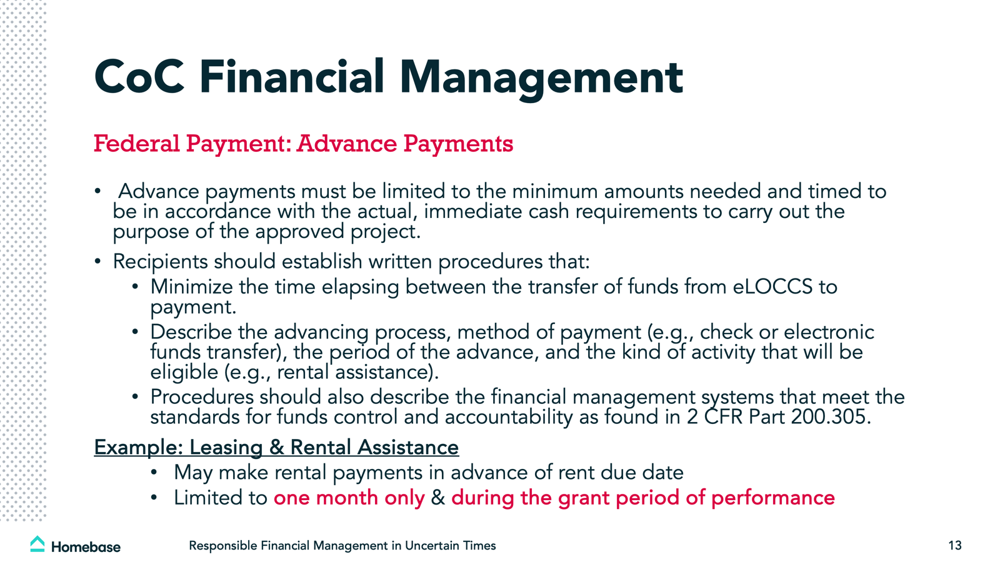 CoC Financial Management
Federal Payment: Advance Payments
• Advance payments must be limited to the minimum amounts needed and timed to
be in accordance with the actual, immediate cash requirements to carry out the
purpose of the approved project.
• Recipients should establish written procedures that:
• Minimize the time elapsing between the transfer of funds from eLOCCS to
payment.
• Describe the advancing process, method of payment (e.g., check or electronic
funds transfer), the period of the advance, and the kind of activity that will be
eligible (e.g., rental assistance).
• Procedures should also describe the financial management systems that meet the
standards for funds control and accountability as found in 2 CFR Part 200.305.
Example: Leasing & Rental Assistance
• May make rental payments in advance of rent due date
• Limited to one month only & during the grant period of performance
Homebase
Responsible Financial Management in Uncertain Times
13